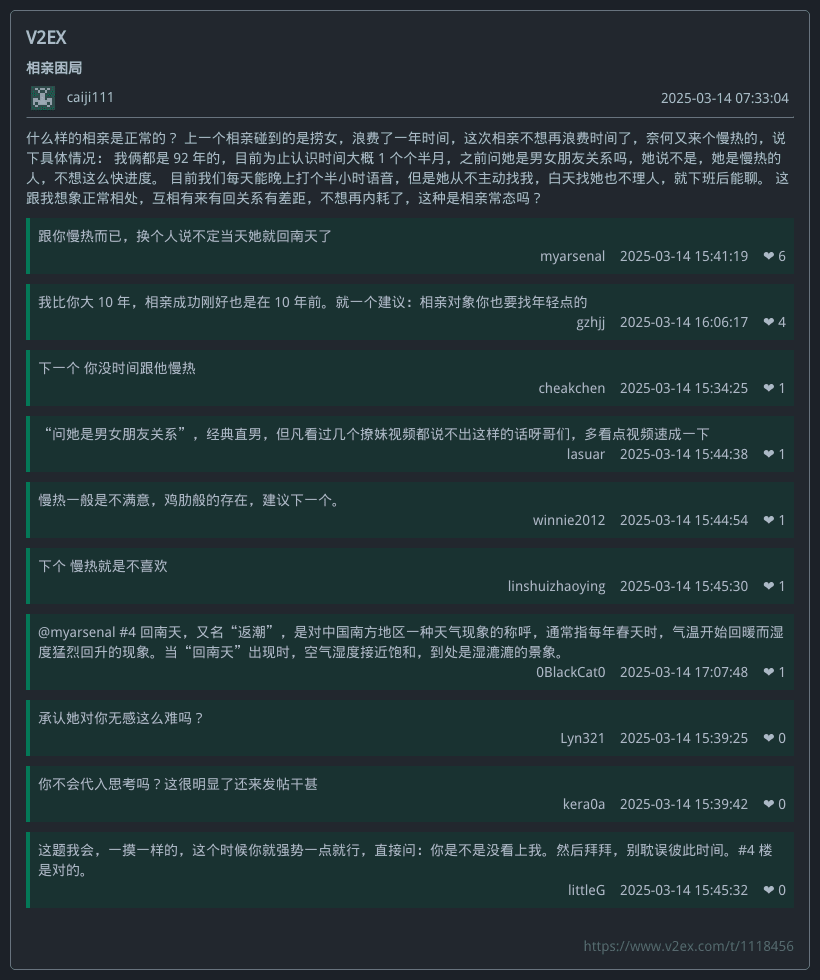 V2EX
相亲困局
caiji111 2025-03-14 07:33:04
什么样的相亲是正常的？ 上一个相亲碰到的是捞女，浪费了一年时间，这次相亲不想再浪费时间了，奈何又来个慢热的，说
下具体情况： 我俩都是 92 年的，目前为止认识时间大概 1 个个半月，之前问她是男女朋友关系吗，她说不是，她是慢热的
人，不想这么快进度。 目前我们每天能晚上打个半小时语音，但是她从不主动找我，白天找她也不理人，就下班后能聊。 这
跟我想象正常相处，互相有来有回关系有差距，不想再内耗了，这种是相亲常态吗？
跟你慢热而已，换个人说不定当天她就回南天了
myarsenal 2025-03-14 15:41:19 ❤ 6
我比你大 10 年，相亲成功刚好也是在 10 年前。就一个建议：相亲对象你也要找年轻点的
gzhjj 2025-03-14 16:06:17 ❤ 4
下一个 你没时间跟他慢热
cheakchen 2025-03-14 15:34:25 ❤ 1
“问她是男女朋友关系”，经典直男，但凡看过几个撩妹视频都说不出这样的话呀哥们，多看点视频速成一下
lasuar 2025-03-14 15:44:38 ❤ 1
慢热一般是不满意，鸡肋般的存在，建议下一个。
winnie2012 2025-03-14 15:44:54 ❤ 1
下个 慢热就是不喜欢
linshuizhaoying 2025-03-14 15:45:30 ❤ 1
@myarsenal #4 回南天，又名“返潮”，是对中国南方地区一种天气现象的称呼，通常指每年春天时，气温开始回暖而湿
度猛烈回升的现象。当“回南天”出现时，空气湿度接近饱和，到处是湿漉漉的景象。
0BlackCat0 2025-03-14 17:07:48 ❤ 1
承认她对你无感这么难吗？
Lyn321 2025-03-14 15:39:25 ❤ 0
你不会代入思考吗？这很明显了还来发帖干甚
kera0a 2025-03-14 15:39:42 ❤ 0
这题我会，一摸一样的，这个时候你就强势一点就行，直接问：你是不是没看上我。然后拜拜，别耽误彼此时间。#4 楼
是对的。
littleG 2025-03-14 15:45:32 ❤ 0
https://www.v2ex.com/t/1118456